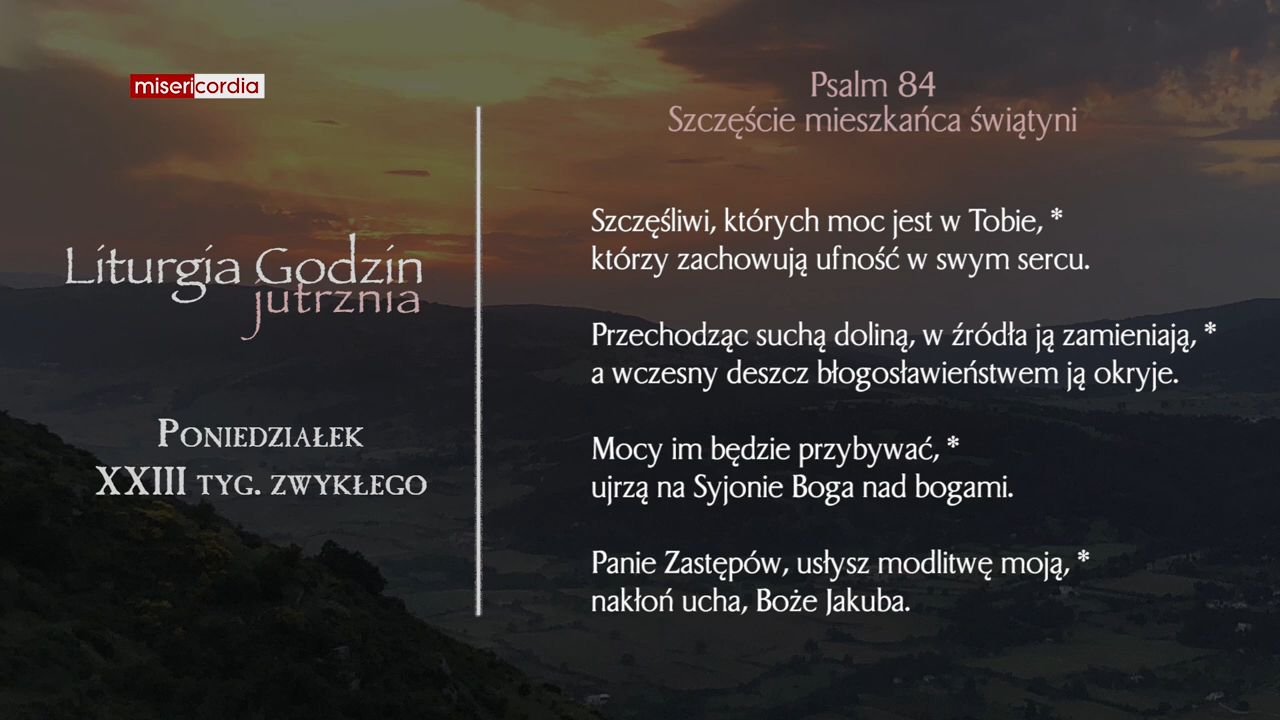 misericordia
Liturgia Godzin
jutrznia
Poniedziałek
XXIII tyg. zwykłego
Psalm 84
Szczęście mieszkańca świątyni
Szczęśliwi, których moc jest w Tobie, *
którzy zachowują ufność w swym sercu.
Przechodząc suchą doliną, w źródła ją zamieniają, *
a wczesny deszcz błogosławieństwem ją okryje.
Mocy im będzie przybywać, *
ujrzą na Syjonie Boga nad bogami.
Panie Zastępów, usłysz modlitwę moją, *
nakłoń ucha, Boże Jakuba.